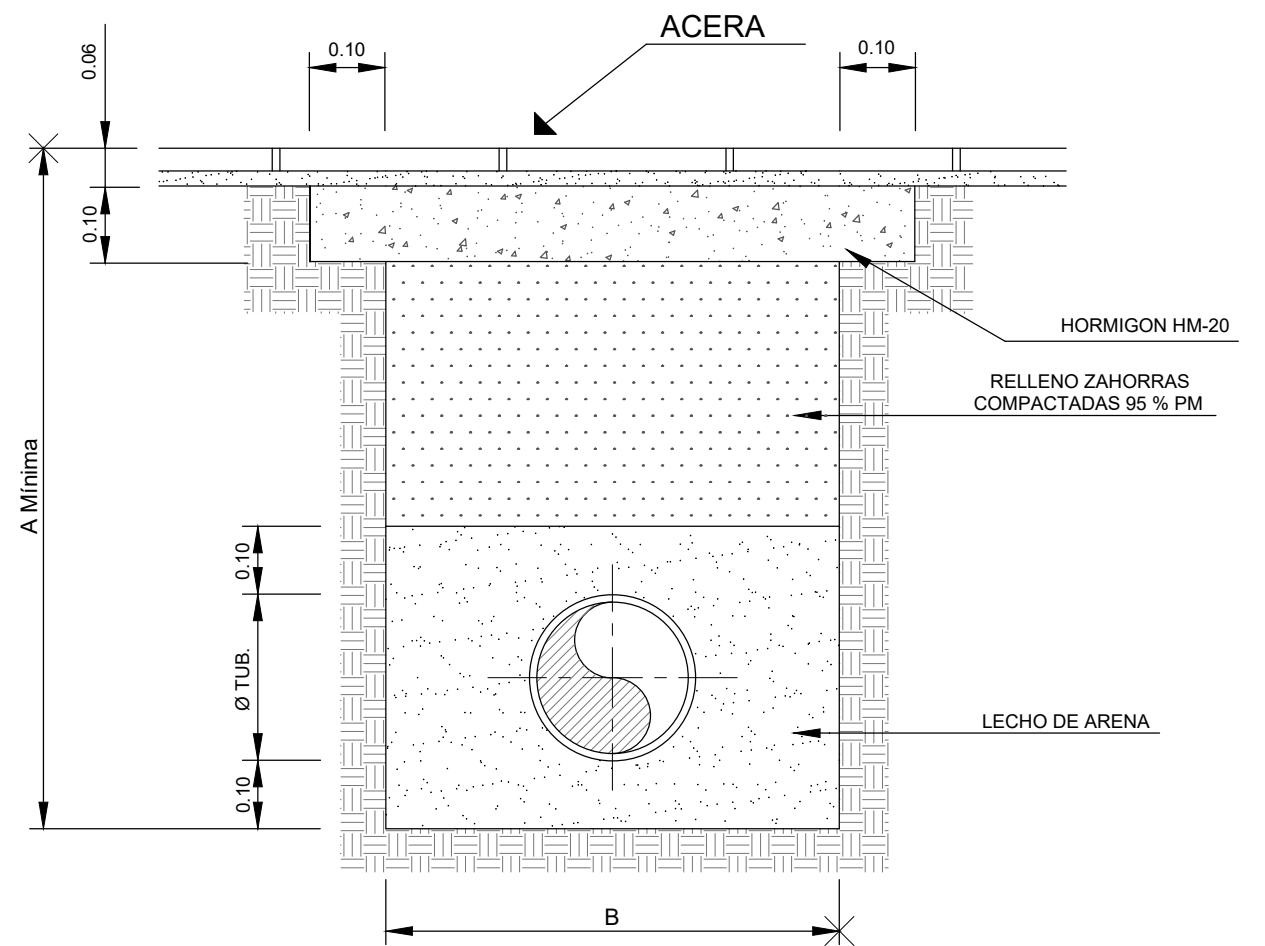 ACERA
0.10
0.10
0.06
0.10
HORMIGON HM-20
RELLENO ZAHORRAS
COMPACTADAS 95 % PM
A Mínima
0.10
Ø TUB.
LECHO DE ARENA
0.10
B